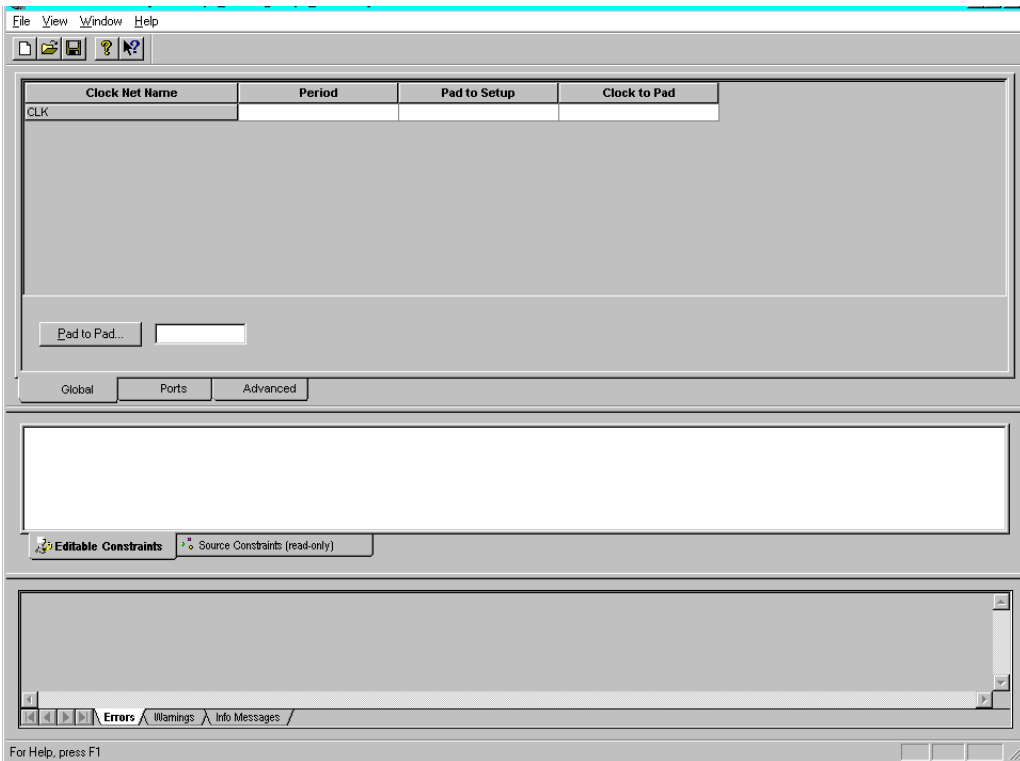 File View Window Help
Clock Net Name Period Pad to Setup Clock to Pad
CLK
Pad to Pad...
Global Ports Advanced
Editable Constraints Source Constraints (read-only)
Errors Warnings Info Messages
For Help, press F1